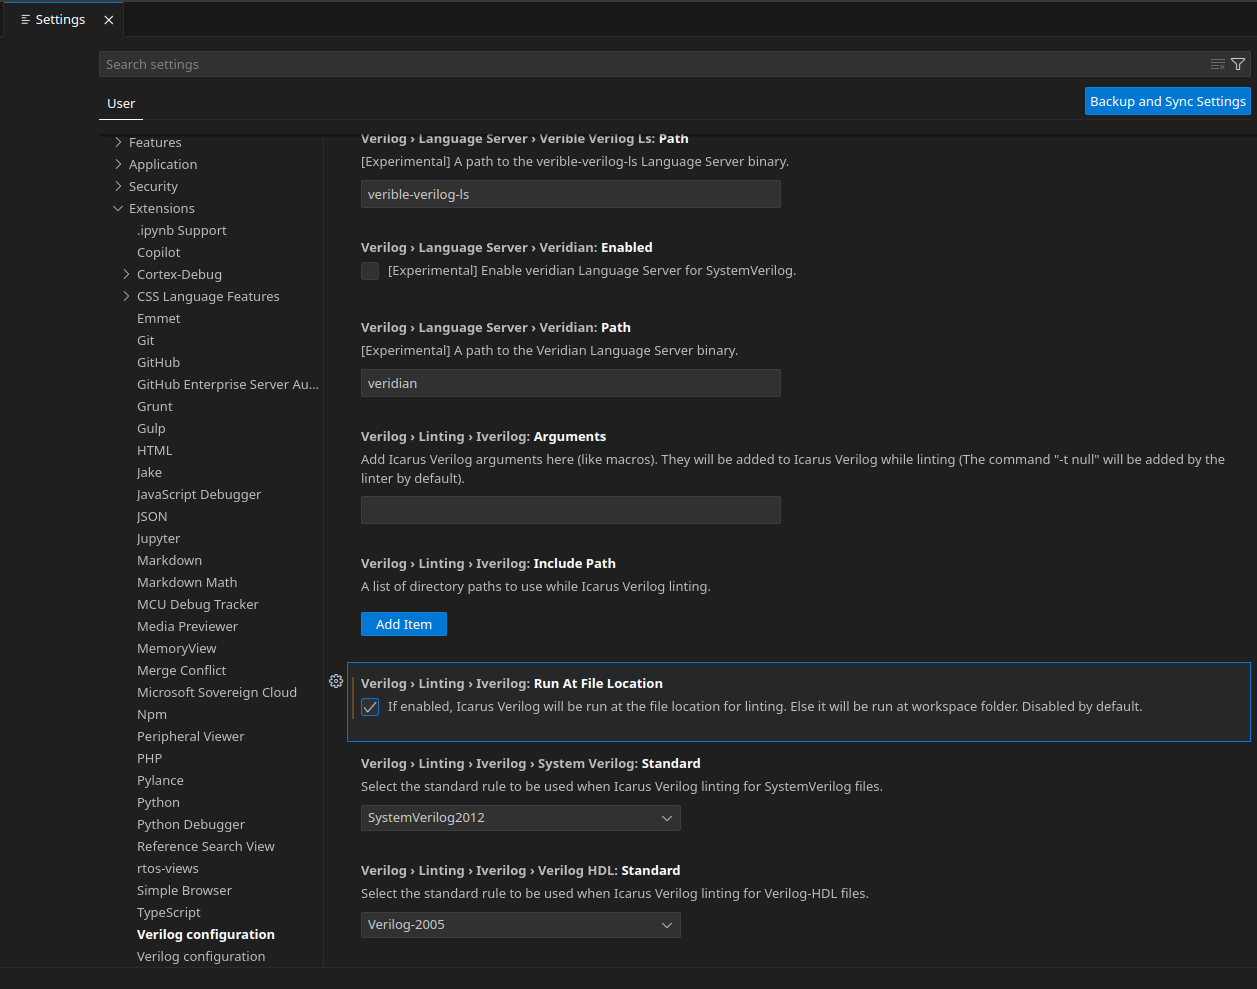 Settings
Search settings
User
Backup and Sync Settings
Features
Application
Security
Extensions
.ipynb Support
Copilot
Cortex-Debug
CSS Language Features
Emmet
Git
GitHub
GitHub Enterprise Server Au...
Grunt
Gulp
HTML
Jake
JavaScript Debugger
JSON
Jupyter
Markdown
Markdown Math
MCU Debug Tracker
Media Previewer
MemoryView
Merge Conflict
Microsoft Sovereign Cloud
Npm
Peripheral Viewer
PHP
Pylance
Python
Python Debugger
Reference Search View
rtos-views
Simple Browser
TypeScript
Verilog configuration
Verilog configuration
Verilog › Language Server › Verible Verilog Ls: Path
[Experimental] A path to the verible-verilog-ls Language Server binary.
verible-verilog-ls
Verilog › Language Server › Veridian: Enabled
[Experimental] Enable veridian Language Server for SystemVerilog.
Verilog › Language Server › Veridian: Path
[Experimental] A path to the Veridian Language Server binary.
veridian
Verilog › Linting › Iverilog: Arguments
Add Icarus Verilog arguments here (like macros). They will be added to Icarus Verilog while linting (The command "-t null" will be added by the
linter by default).
Verilog › Linting › Iverilog: Include Path
A list of directory paths to use while Icarus Verilog linting.
Add Item
Verilog › Linting › Iverilog: Run At File Location
If enabled, Icarus Verilog will be run at the file location for linting. Else it will be run at workspace folder. Disabled by default.
Verilog › Linting › Iverilog › System Verilog: Standard
Select the standard rule to be used when Icarus Verilog linting for SystemVerilog files.
SystemVerilog2012
Verilog › Linting › Iverilog › Verilog HDL: Standard
Select the standard rule to be used when Icarus Verilog linting for Verilog-HDL files.
Verilog-2005